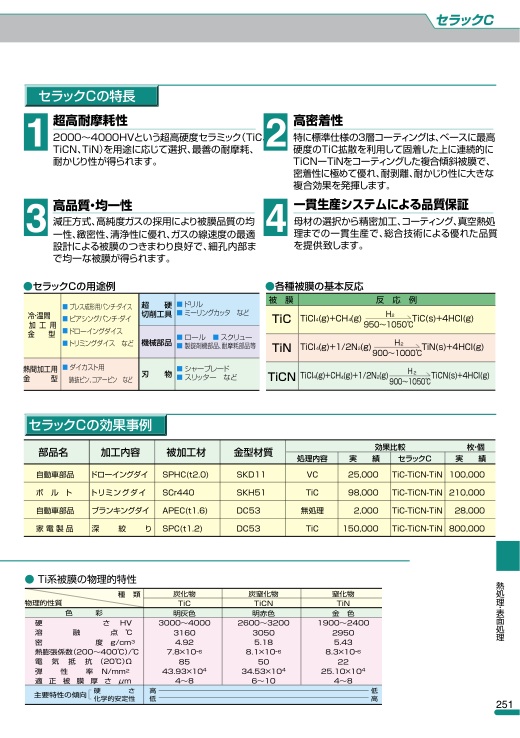 セラックC
セラックCの特長
1
超高耐摩耗性
2000〜4000HVという超高硬度セラミック(TiC、
TiCN、TiN)を用途に応じて選択、最善の耐摩耗、
耐かじり性が得られます。
2
高密着性
特に標準仕様の3層コーティングは、ベースに最高
硬度のTiC拡散を利用して固着した上に連続的に
TiCNーTiNをコーティングした複合傾斜被膜で、
密着性に極めて優れ、耐剥離、耐かじり性に大きな
複合効果を発揮します。
3
高品質・均一性
減圧方式、高純度ガスの採用により被膜品質の均
一性、緻密性、清浄性に優れ、ガスの線速度の最適
設計による被膜のつきまわり良好で、細孔内部ま
で均一な被膜が得られます。
4
一貫生産システムによる品質保証
母材の選択から精密加工、コーティング、真空熱処
理までの一貫生産で、総合技術による優れた品質
を提供致します。
●セラックCの用途例
冷・温間
加工用
金型
■プレス成形用パンチ・ダイス
■ピアシングパンチ・ダイ
■ドローイングダイス
■トリミングダイス など
超硬
切削工具
■ドリル
■ミーリングカッタ など
機械部品
■ロール ■スクリュー
■製錠剤機部品、耐摩耗部品等
熱間加工用
金型
■ダイカスト用
鋳抜ピン、コアーピン など
刃物
■シャーブレード
■スリッター など
●各種被膜の基本反応
被膜 反応例
TiC TiCl₄(g)+CH₄(g) H₂ 950~1050℃ TiC(s)+4HCl(g)
TiN TiCl₄(g)+1/2N₂(g) H₂ 900~1000℃ TiN(s)+4HCl(g)
TiCN TiCl₄(g)+CH₄(g)+1/2N₂(g) H₂ 900~1050℃ TiCN(s)+4HCl(g)
セラックCの効果事例
部品名 加工内容 被加工材 金型材質 効果比較 枚・個
処理内容 実績 セラックC 実績
自動車部品 ドローイングダイ SPHC(t2.0) SKD11 VC 25,000 TiC-TiCN-TiN 100,000
ボルト トリミングダイ SCr440 SKH51 TiC 98,000 TiC-TiCN-TiN 210,000
自動車部品 ブランキングダイ APEC(t1.6) DC53 無処理 2,000 TiC-TiCN-TiN 28,000
家電製品 深絞り SPC(t1.2) DC53 TiC 150,000 TiC-TiCN-TiN 800,000
● Ti系被膜の物理的特性
種類 炭化物 炭窒化物 窒化物
物理的性質 TiC TiCN TiN
色彩 明灰色 明赤色 金色
硬さ HV 3000〜4000 2600〜3200 1900〜2400
溶融点 ℃ 3160 3050 2950
密度 g/cm³ 4.92 5.18 5.43
熱膨張係数(200〜400℃)/℃ 7.8×10⁻⁶ 8.1×10⁻⁶ 8.3×10⁻⁶
電気抵抗(20℃)Ω 85 50 22
弾性率 N/mm² 43.93×10⁴ 34.53×10⁴ 25.10×10⁴
適正被膜厚さ μm 4〜8 6〜10 4〜8
主要特性の傾向 硬さ 高 低
化学的安定性 低 高
熱処理・表面処理
251